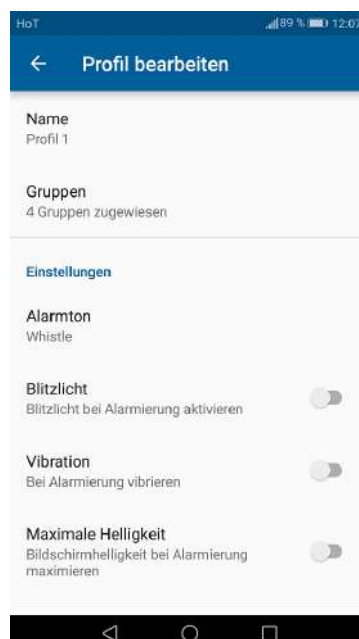 HoT 89 % 12:07
Profil bearbeiten
Name
Profil 1
Gruppen
4 Gruppen zugewiesen
Einstellungen
Alarmton
Whistle
Blitzlicht
Blitzlicht bei Alarmierung aktivieren
Vibration
Bei Alarmierung vibrieren
Maximale Helligkeit
Bildschirmhelligkeit bei Alarmierung
maximieren